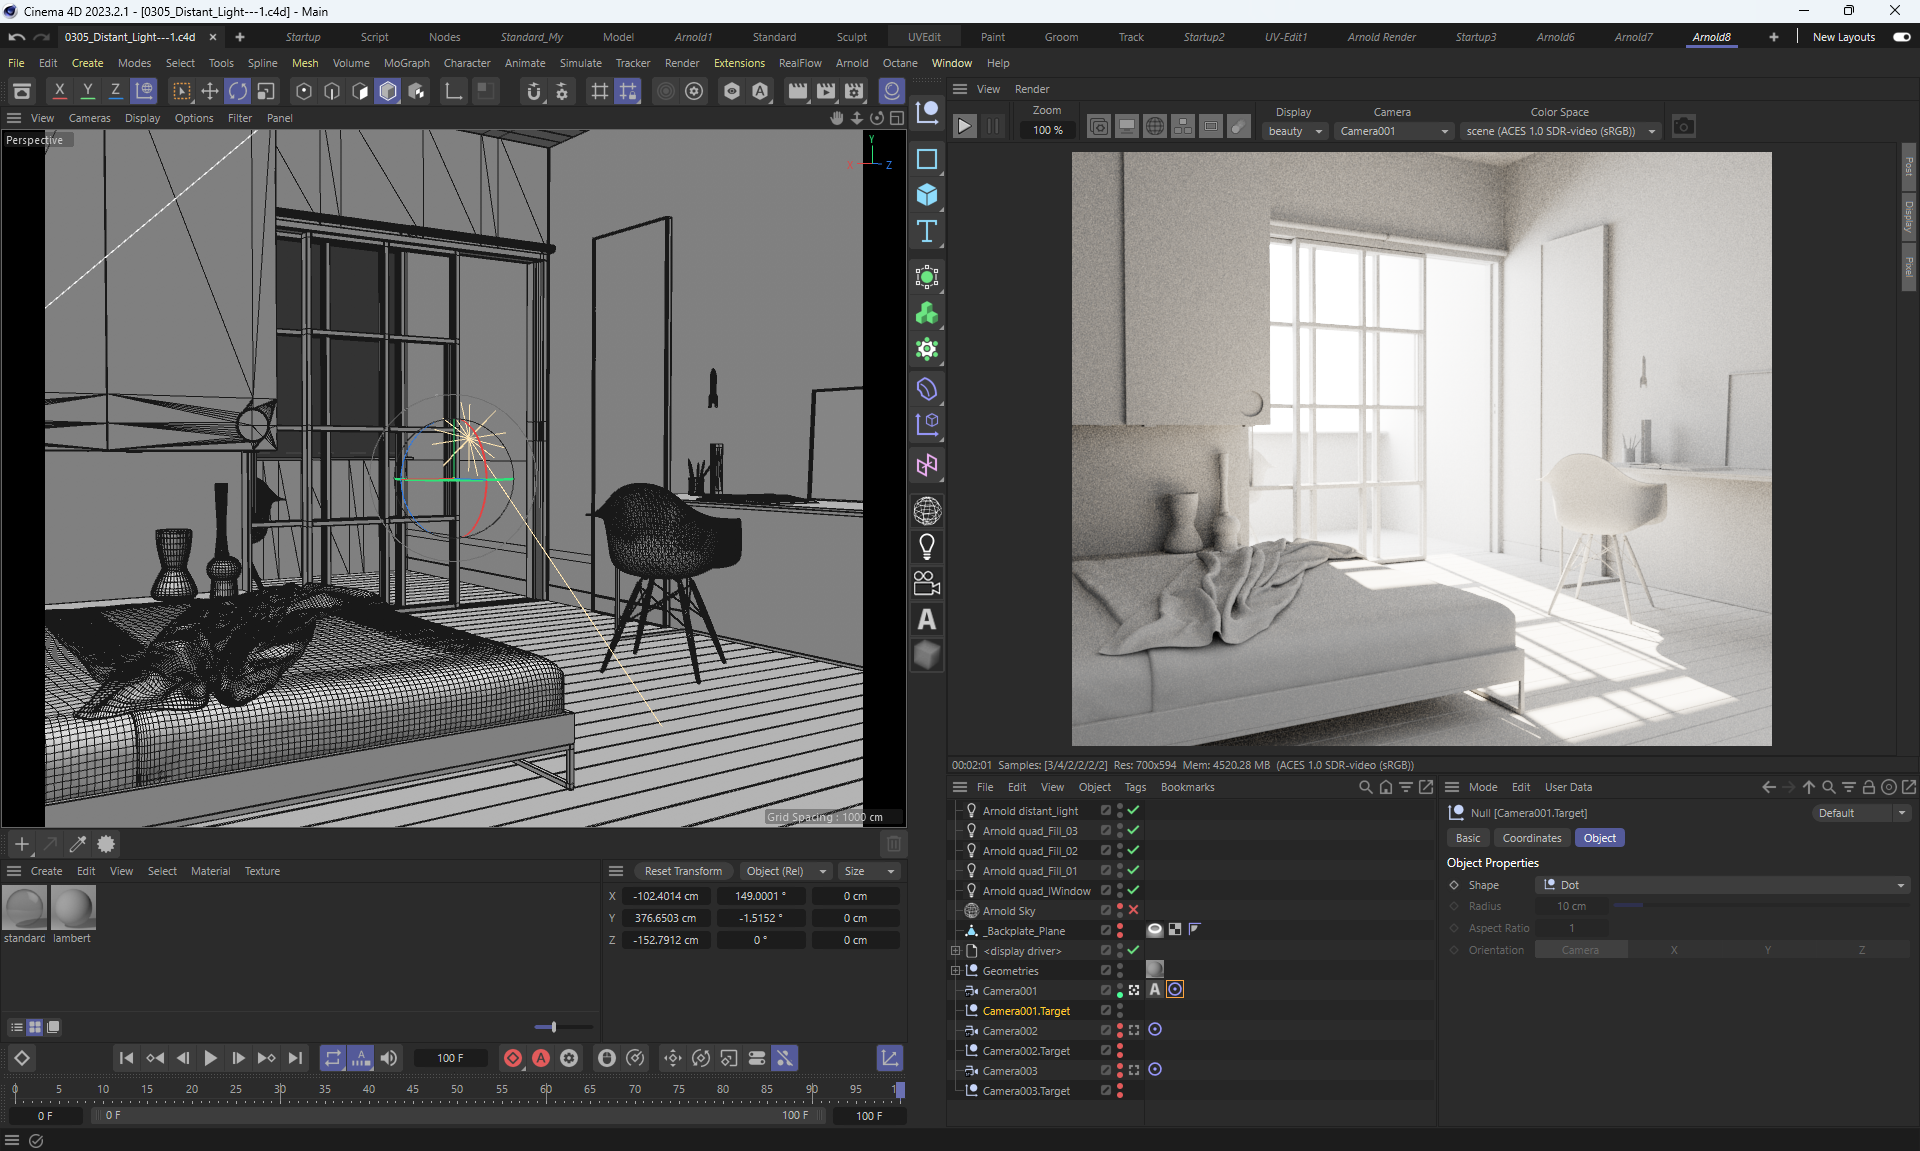 Cinema 4D 2023.2.1 - [0305_Distant_Light---1.c4d] - Main
0305_Distant_Light---1.c4d × + Startup Script Nodes Standard_My Model Arnold1 Standard Sculpt UVEdit Paint Groom Track Startup2 UV-Edit1 Arnold Render Startup3 Arnold6 Arnold7 Arnold8 + New Layouts
File Edit Create Modes Select Tools Spline Mesh Volume MoGraph Character Animate Simulate Tracker Render Extensions Window RealFlow Arnold Octane Window Help
X Y Z
View Render
View Cameras Display Options Filter Panel
Zoom Display Camera Color Space
100 % beauty Camera001 scene (ACES 1.0 SDR-video (sRGB))
Perspective
Y
X Z
Post
Display
Pixel
Grid Spacing : 1000 cm
00:02:01 Samples: [3/4/2/2/2/2] Res: 700x594 Mem: 4520.28 MB (ACES 1.0 SDR-video (sRGB))
File Edit View Object Tags Bookmarks
Arnold distant_light
Arnold quad_Fill_03
Arnold quad_Fill_02
Arnold quad_Fill_01
Arnold quad_IWindow
Arnold Sky
_Backplate_Plane
<display driver>
Geometries
Camera001
Camera001.Target
Camera002
Camera002.Target
Camera003
Camera003.Target
Mode Edit User Data
Null [Camera001.Target]
Default
Basic Coordinates Object
Object Properties
Shape Dot
Radius 10 cm
Aspect Ratio 1
Orientation Camera X Y Z
Create Edit View Select Material Texture
standard lambert
Reset Transform Object (Rel) Size
X -102.4014 cm 149.0001 ° 0 cm
Y 376.6503 cm -1.5152 ° 0 cm
Z -152.7912 cm 0 ° 0 cm
100 F
0 5 10 15 20 25 30 35 40 45 50 55 60 65 70 75 80 85 90 95
0 F 0 F 100 F 100 F